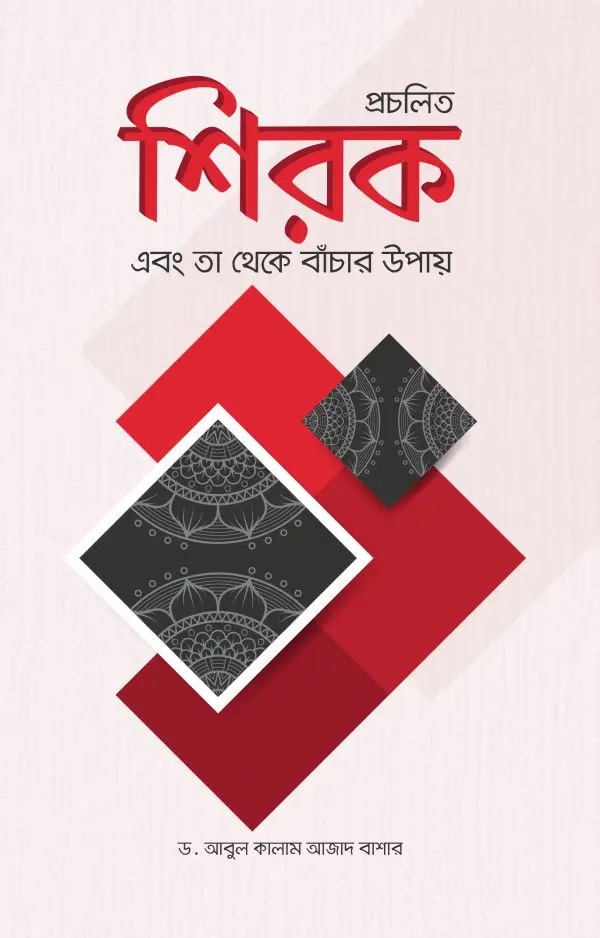 প্রচলিত
শিরক
এবং তা থেকে বাঁচার উপায়
ড. আবুল কালাম আজাদ বাশার